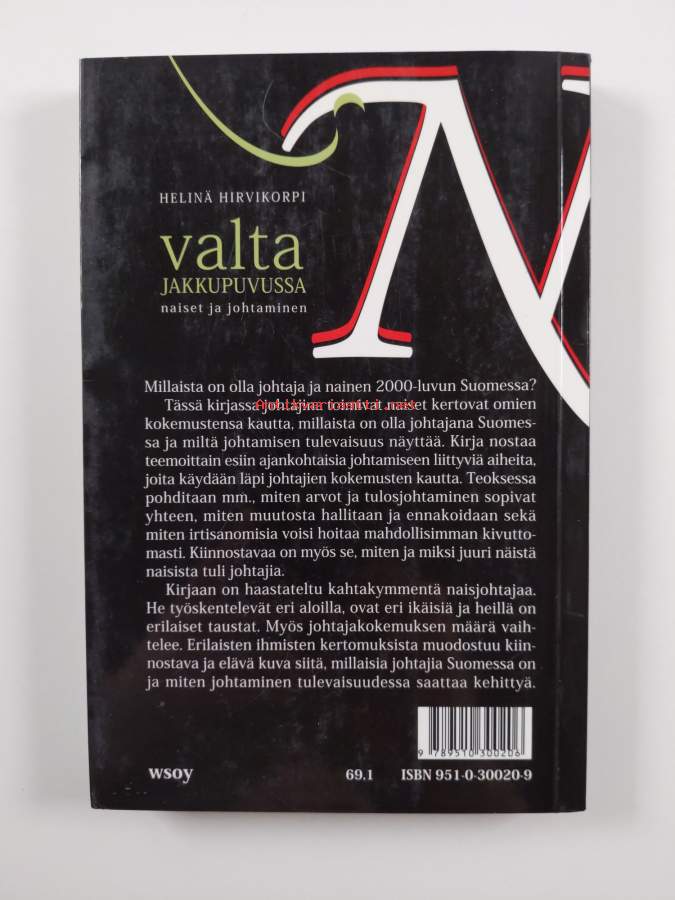 N
HELINÄ HIRVIKORPI
valta
JAKKUPUVUSSA
naiset ja johtaminen
Millaista on olla johtaja ja nainen 2000-luvun Suomessa?
Tässä kirjassa johtajina toimivat naiset kertovat omien
Antikvariaatti.net
kokemustensa kautta, millaista on olla johtajana Suomes-
sa ja miltä johtamisen tulevaisuus näyttää. Kirja nostaa
teemoittain esiin ajankohtaisia johtamiseen liittyviä aiheita,
joita käydään läpi johtajien kokemusten kautta. Teoksessa
pohditaan mm., miten arvot ja tulosjohtaminen sopivat
yhteen, miten muutosta hallitaan ja ennakoidaan sekä
miten irtisanomisia voisi hoitaa mahdollisimman kivutto-
masti. Kiinnostavaa on myös se, miten ja miksi juuri näistä
naisista tuli johtajia.
Kirjaan on haastateltu kahtakymmentä naisjohtajaa.
He työskentelevät eri aloilla, ovat eri ikäisiä ja heillä on
erilaiset taustat. Myös johtajakokemuksen määrä vaih-
telee. Erilaisten ihmisten kertomuksista muodostuu kiin-
nostava ja elävä kuva siitä, millaisia johtajia Suomessa on
ja miten johtaminen tulevaisuudessa saattaa kehittyä.
9 789510 300206
wsoy 69.1 ISBN 951-0-30020-9